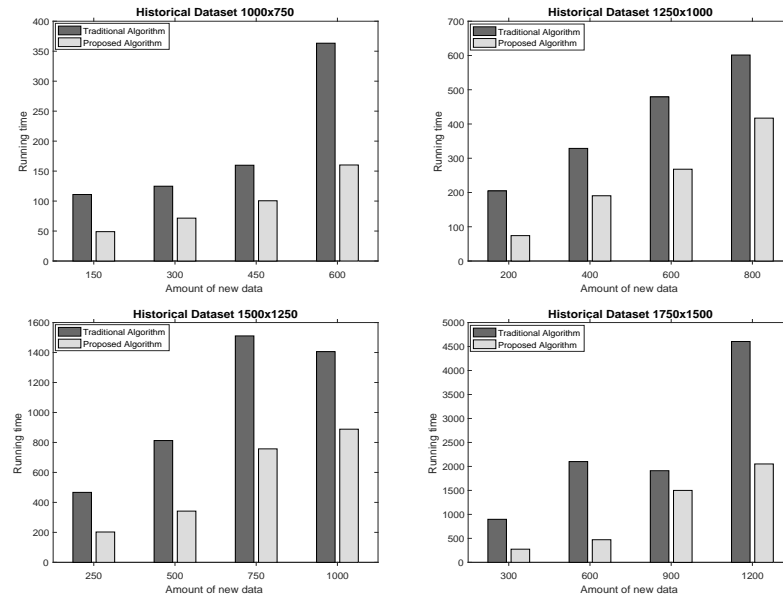 Historical Dataset 1000x750
400
350
300
250
200
150
100
50
0
Running time
Traditional Algorithm
Proposed Algorithm
150 300 450 600
Amount of new data
Historical Dataset 1250x1000
700
600
500
400
300
200
100
0
Running time
Traditional Algorithm
Proposed Algorithm
200 400 600 800
Amount of new data
Historical Dataset 1500x1250
1600
1400
1200
1000
800
600
400
200
0
Running time
Traditional Algorithm
Proposed Algorithm
250 500 750 1000
Amount of new data
Historical Dataset 1750x1500
5000
4500
4000
3500
3000
2500
2000
1500
1000
500
0
Running time
Traditional Algorithm
Proposed Algorithm
300 600 900 1200
Amount of new data